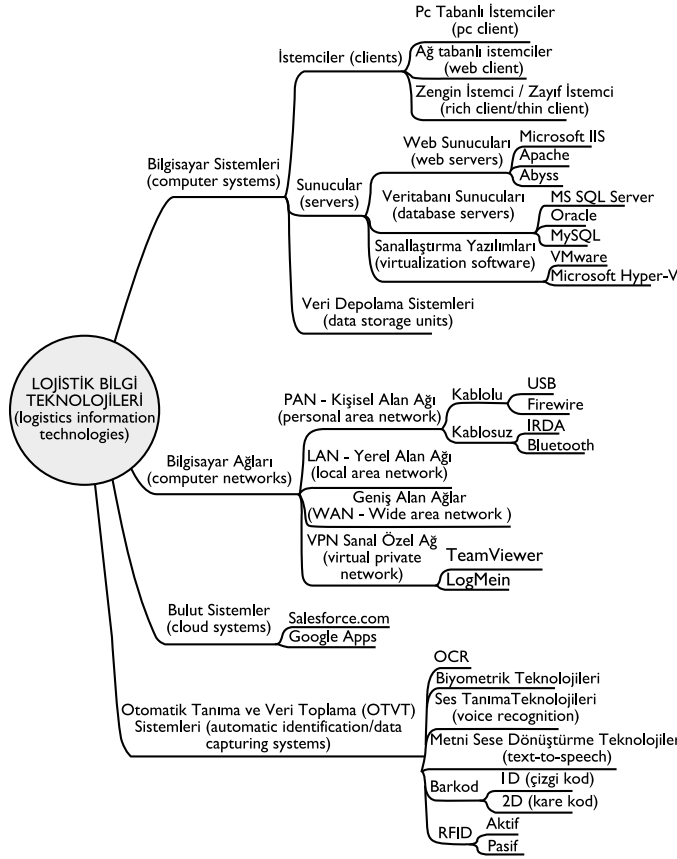 Pc Tabanlı İstemciler
(pc client)
Ağ tabanlı istemciler
(web client)
Zengin İstemci / Zayıf İstemci
(rich client/thin client)
İstemciler (clients)
Web Sunucuları
(web servers)
Microsoft IIS
Apache
Abyss
Bilgisayar Sistemleri
(computer systems)
Sunucular
(servers)
Veritabanı Sunucuları
(database servers)
MS SQL Server
Oracle
MySQL
Sanallaştırma Yazılımları
(virtualization software)
VMware
Microsoft Hyper-V
Veri Depolama Sistemleri
(data storage units)
LOJİSTİK BİLGİ
TEKNOLOJİLERİ
(logistics information
technologies)
PAN - Kişisel Alan Ağı
(personal area network)
Kablolu
USB
Firewire
Kablosuz
IRDA
Bluetooth
Bilgisayar Ağları
(computer networks)
LAN - Yerel Alan Ağı
(local area network)
Geniş Alan Ağlar
(WAN - Wide area network )
VPN Sanal Özel Ağ
(virtual private
network)
TeamViewer
LogMein
Bulut Sistemler
(cloud systems)
Salesforce.com
Google Apps
Otomatik Tanıma ve Veri Toplama (OTVT)
Sistemleri (automatic identification/data
capturing systems)
OCR
Biyometrik Teknolojileri
Ses TanımaTeknolojileri
(voice recognition)
Metni Sese Dönüştürme Teknolojiler
(text-to-speech)
Barkod
1D (çizgi kod)
2D (kare kod)
RFID
Aktif
Pasif